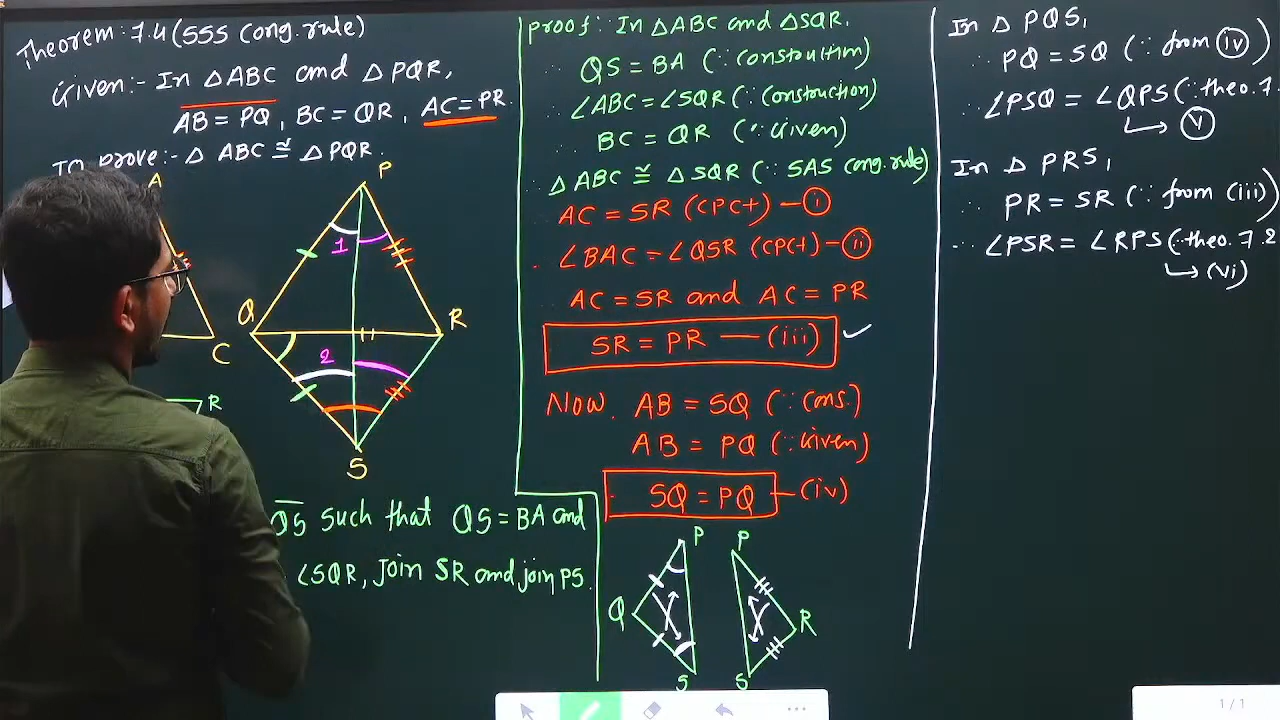 Theorem: 7.4 (SSS cong. rule)
Given:- In △ABC and △PQR,
AB = PQ, BC = QR, AC = PR.
To prove:- △ ABC ≅ △ PQR.
A
C
R
P
Q
R
S
1
2
QS such that QS = BA and
∠SQR, join SR and join PS.
Proof: In △ABC and △SQR,
∴ QS = BA (∵ construction)
∴ ∠ABC = ∠SQR (∵ construction)
BC = QR (∵ Given)
∴ △ ABC ≅ △ SQR (∵ SAS cong. rule)
∴ AC = SR (CPCT) — (i)
∴ ∠BAC = ∠QSR (CPCT) — (ii)
∴ AC = SR and AC = PR
SR = PR — (iii)
Now, AB = SQ (∵ cons.)
AB = PQ (∵ Given)
∴ SQ = PQ — (iv)
P
Q
S
P
R
S
In △ PQS,
∴ PQ = SQ (∵ from (iv))
∴ ∠PSQ = ∠QPS (∵ theo. 7.
(v)
In △ PRS,
∴ PR = SR (∵ from (iii))
∴ ∠PSR = ∠RPS (∵ theo. 7.2
(vi)
1/1